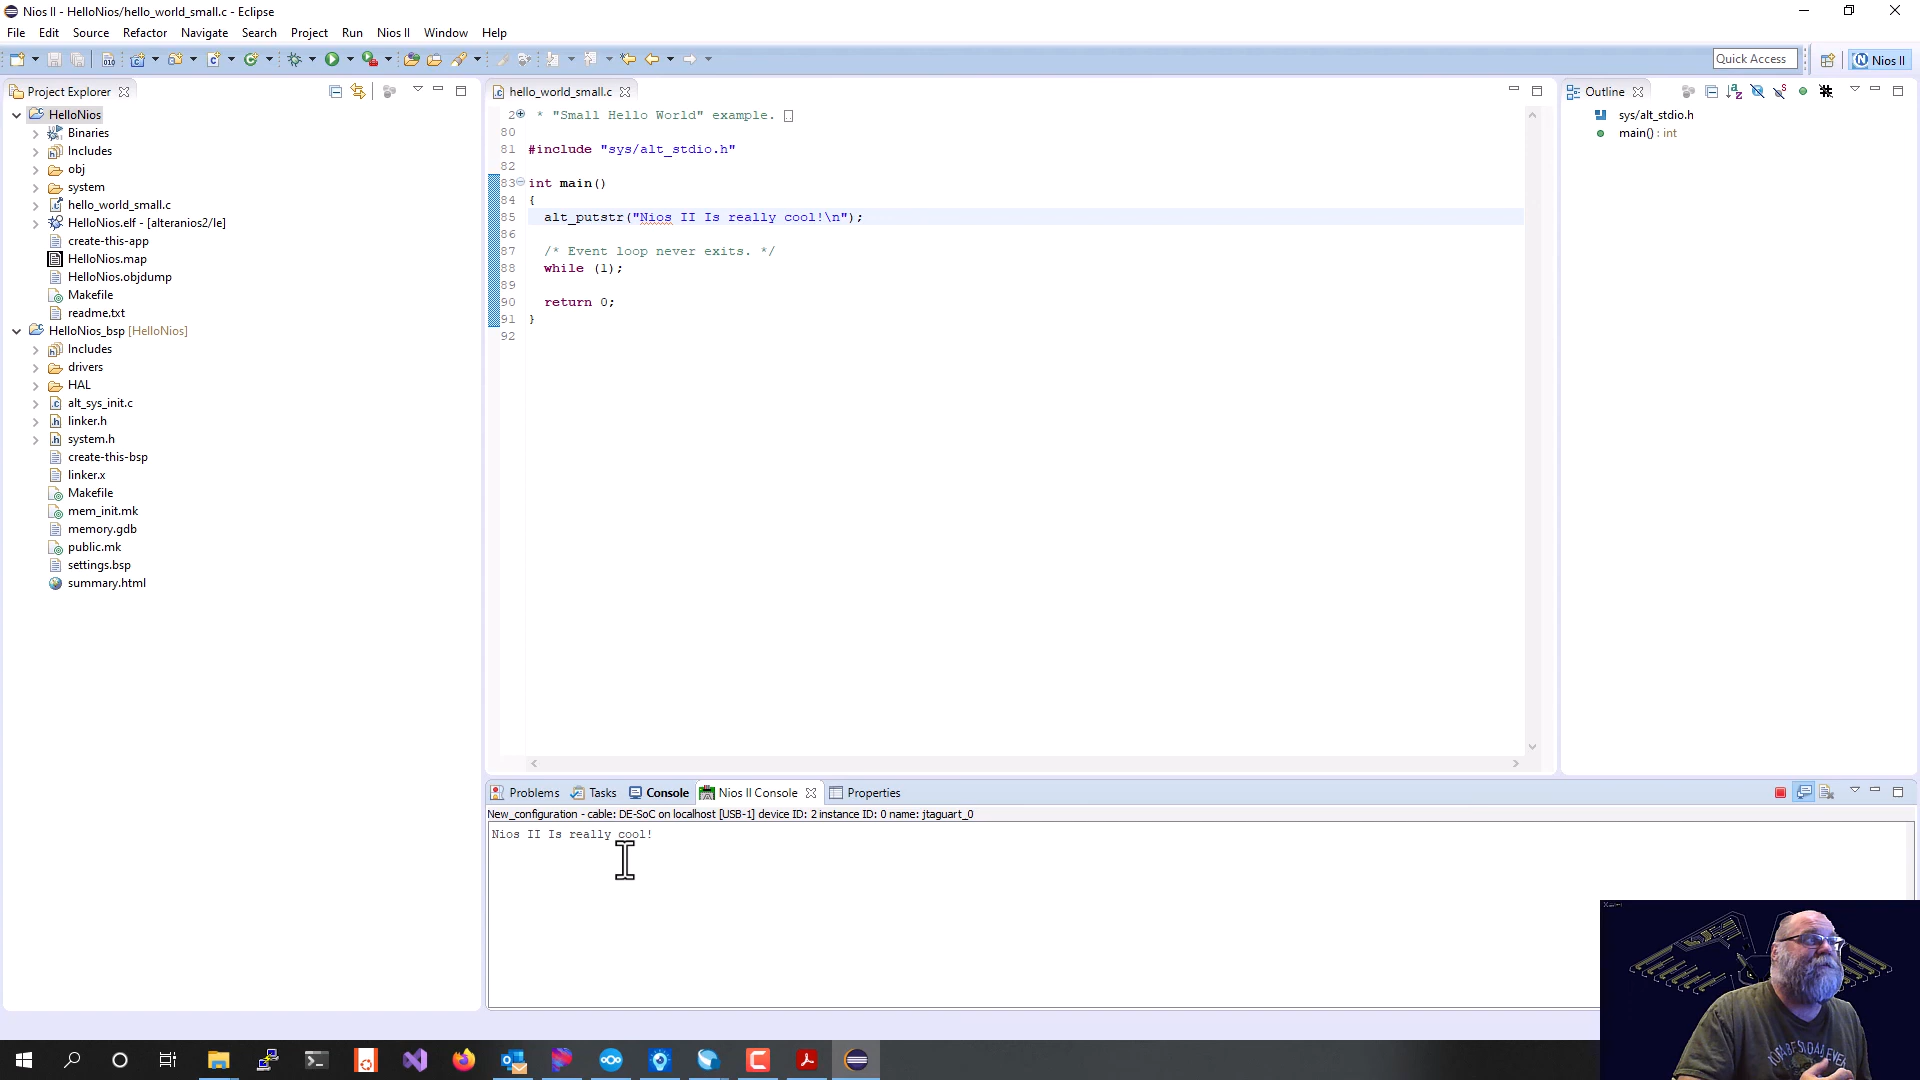 Nios II - HelloNios/hello_world_small.c - Eclipse
File Edit Source Refactor Navigate Search Project Run Nios II Window Help
Quick Access
Nios II
Project Explorer
HelloNios
Binaries
Includes
obj
system
hello_world_small.c
HelloNios.elf - [alteranios2/le]
create-this-app
HelloNios.map
HelloNios.objdump
Makefile
readme.txt
HelloNios_bsp [HelloNios]
Includes
drivers
HAL
alt_sys_init.c
linker.h
system.h
create-this-bsp
linker.x
Makefile
mem_init.mk
memory.gdb
public.mk
settings.bsp
summary.html
hello_world_small.c
2 * "Small Hello World" example.
80
81 #include "sys/alt_stdio.h"
82
83 int main()
84 {
85 alt_putstr("Nios II Is really cool!\n");
86
87 /* Event loop never exits. */
88 while (1);
89
90 return 0;
91 }
92
Outline
sys/alt_stdio.h
main() : int
Problems Tasks Console Nios II Console Properties
New_configuration - cable: DE-SoC on localhost [USB-1] device ID: 2 instance ID: 0 name: jtaguart_0
Nios II Is really cool!